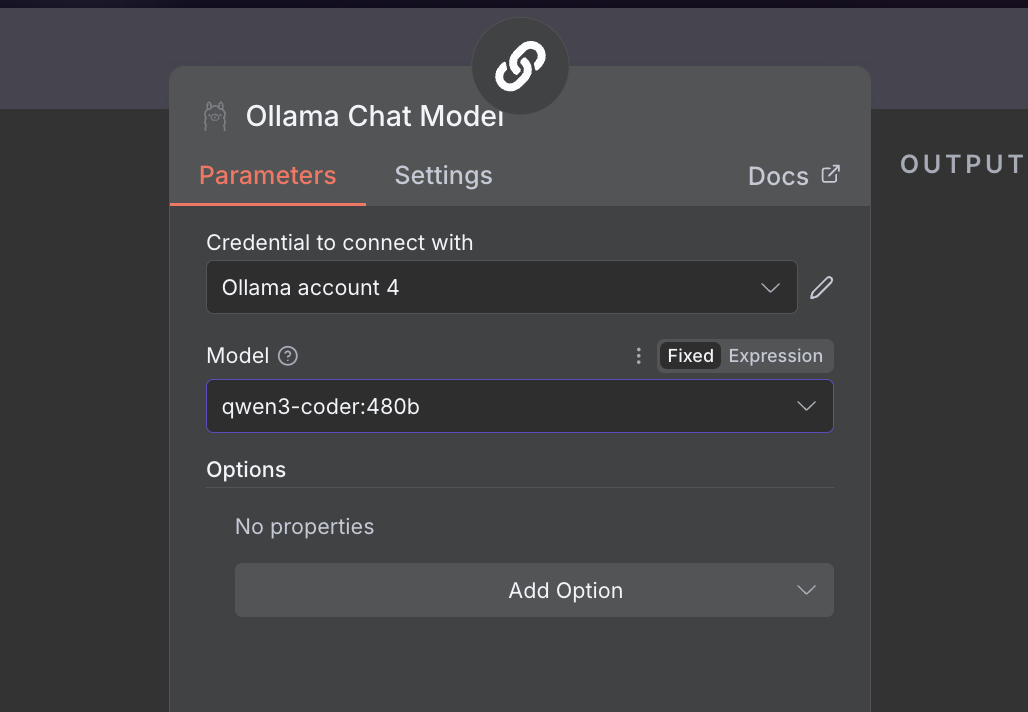 Ollama Chat Model
Parameters
Settings
Docs
OUTPUT
Credential to connect with
Ollama account 4
Model
Fixed
Expression
qwen3-coder:480b
Options
No properties
Add Option